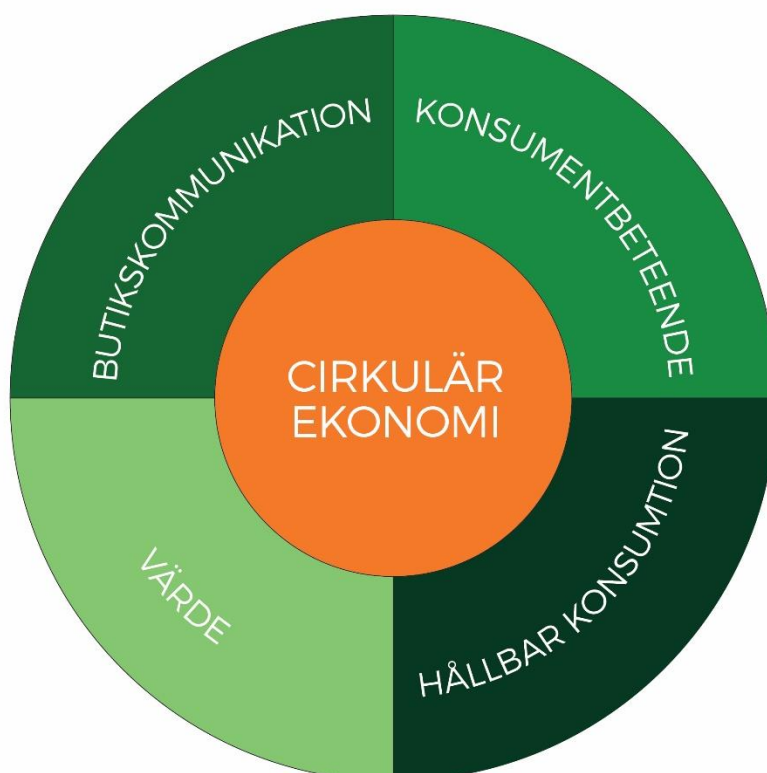 BUTIKSKOMMUNIKATION
KONSUMENTBETEENDE
CIRKULÄR
EKONOMI
VÄRDE
HÅLLBAR KONSUMTION